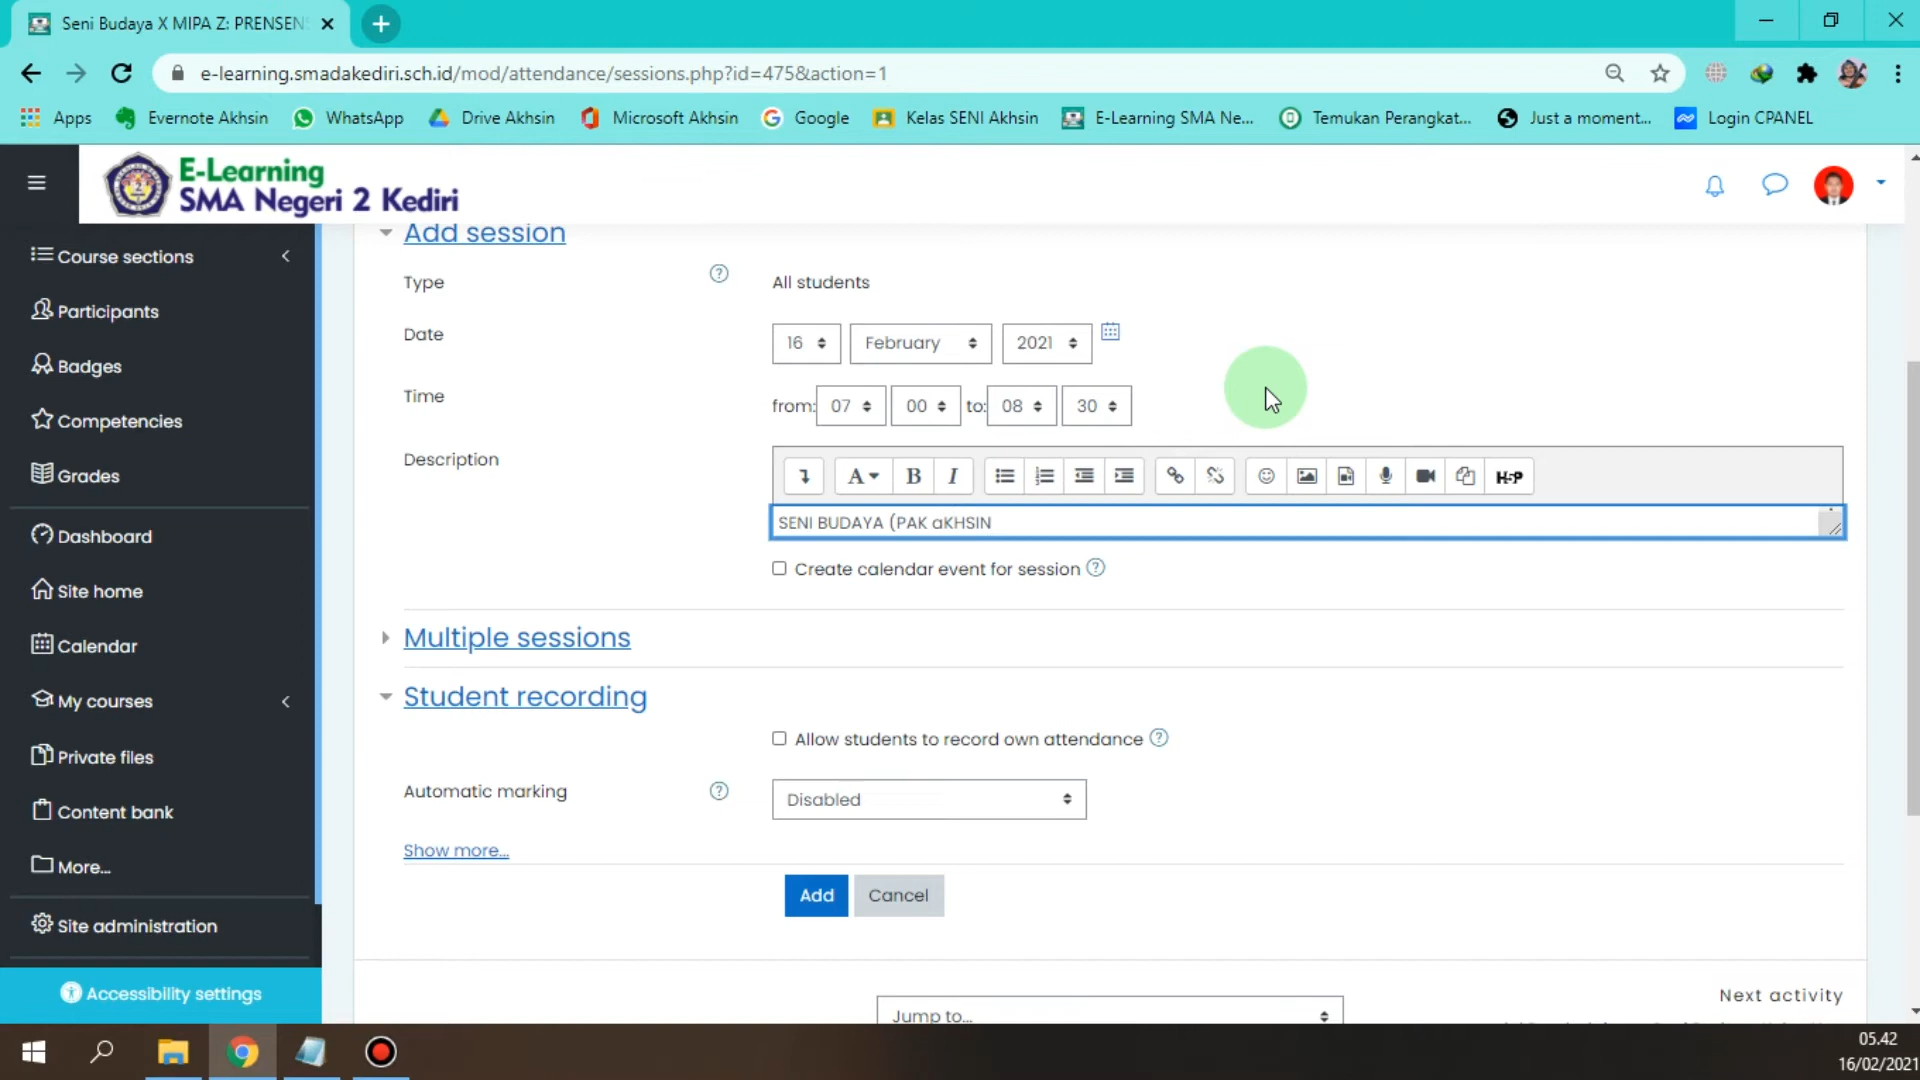 Seni Budaya X MIPA Z: PRENSEN
e-learning.smadakediri.sch.id/mod/attendance/sessions.php?id=475&action=1
Apps
Evernote Akhsin
WhatsApp
Drive Akhsin
Microsoft Akhsin
Google
Kelas SENI Akhsin
E-Learning SMA Ne...
Temukan Perangkat...
Just a moment...
Login CPANEL
E-Learning
SMA Negeri 2 Kediri
Course sections
Participants
Badges
Competencies
Grades
Dashboard
Site home
Calendar
My courses
Private files
Content bank
More...
Site administration
Accessibility settings
Add session
Type
All students
Date
16
February
2021
Time
from:
07
00
to:
08
30
Description
A
B
I
H5P
SENI BUDAYA (PAK aKHSIN
Create calendar event for session
Multiple sessions
Student recording
Allow students to record own attendance
Automatic marking
Disabled
Show more...
Add
Cancel
Next activity
Jump to...
05.42
16/02/2021